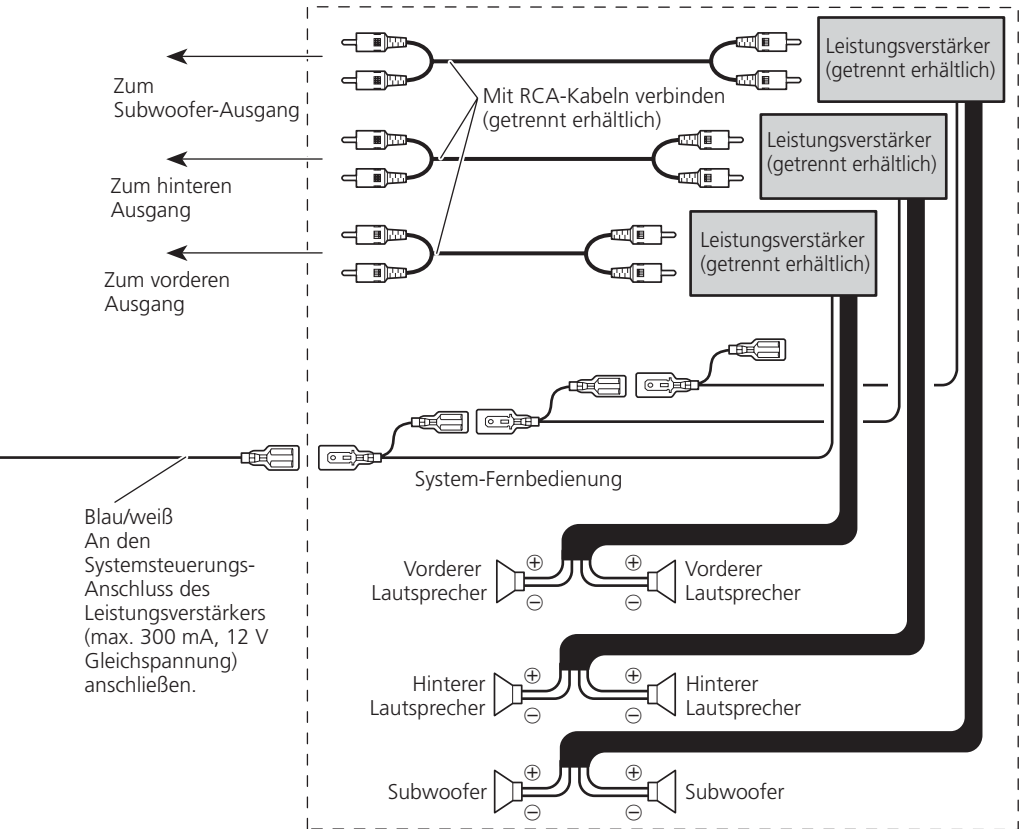 Leistungsverstärker
(getrennt erhältlich)
Zum
Subwoofer-Ausgang
Mit RCA-Kabeln verbinden
(getrennt erhältlich)
Leistungsverstärker
(getrennt erhältlich)
Zum hinteren
Ausgang
Leistungsverstärker
(getrennt erhältlich)
Zum vorderen
Ausgang
System-Fernbedienung
Blau/weiß
An den
Systemsteuerungs-
Anschluss des
Leistungsverstärkers
(max. 300 mA, 12 V
Gleichspannung)
anschließen.
Vorderer
Lautsprecher
⊕
⊖
⊕
⊖
Vorderer
Lautsprecher
Hinterer
Lautsprecher
⊕
⊖
⊕
⊖
Hinterer
Lautsprecher
Subwoofer
⊕
⊖
⊕
⊖
Subwoofer